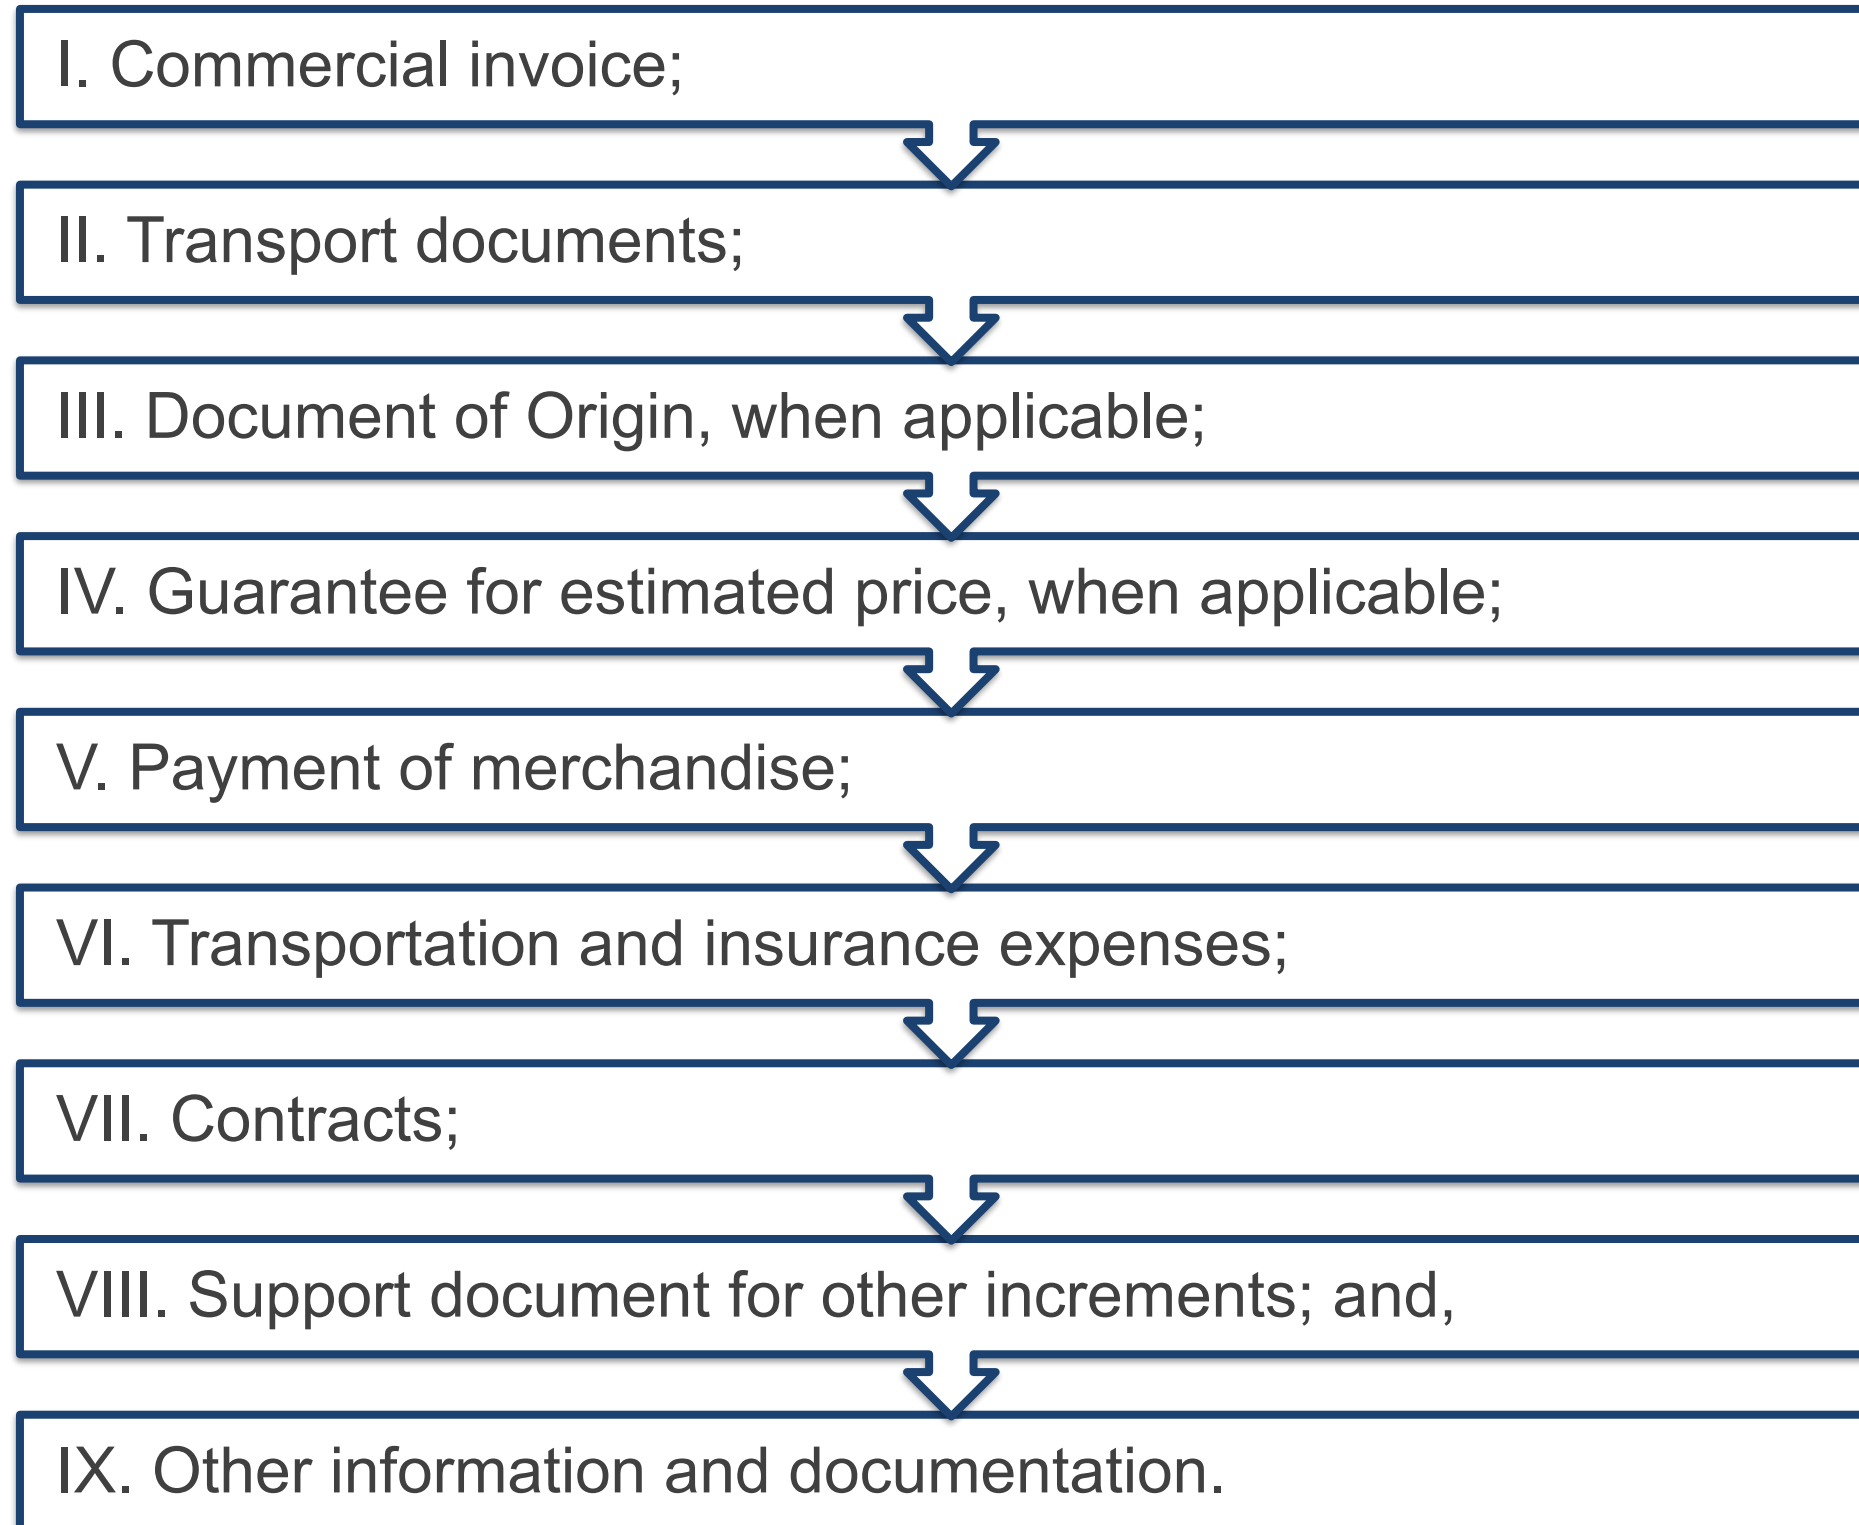 I. Commercial invoice;
II. Transport documents;
III. Document of Origin, when applicable;
IV. Guarantee for estimated price, when applicable;
V. Payment of merchandise;
VI. Transportation and insurance expenses;
VII. Contracts;
VIII. Support document for other increments; and,
IX. Other information and documentation.